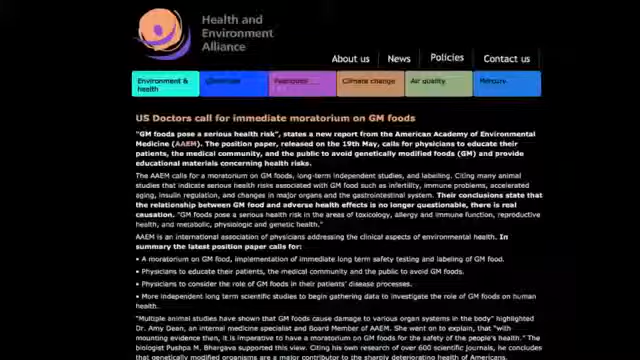 Health and
Environment
Alliance
About us News Policies Contact us
Environment & health Chemicals Pesticides Climate change Air quality Mercury
US Doctors call for immediate moratorium on GM foods
"GM foods pose a serious health risk", states a new report from the American Academy of Environmental
Medicine (AAEM). The position paper, released on the 19th May, calls for physicians to educate their
patients, the medical community, and the public to avoid genetically modified foods (GM) and provide
educational materials concerning health risks.
The AAEM calls for a moratorium on GM foods, long-term independent studies, and labelling. Citing many animal
studies that indicate serious health risks associated with GM food such as infertility, immune problems, accelerated
aging, insulin regulation, and changes in major organs and the gastrointestinal system. Their conclusions state that
the relationship between GM food and adverse health effects is no longer questionable, there is real
causation. "GM foods pose a serious health risk in the areas of toxicology, allergy and immune function, reproductive
health, and metabolic, physiologic and genetic health."
AAEM is an international association of physicians addressing the clinical aspects of environmental health. In
summary the latest position paper calls for:
• A moratorium on GM food, implementation of immediate long term safety testing and labeling of GM food.
• Physicians to educate their patients, the medical community and the public to avoid GM foods.
• Physicians to consider the role of GM foods in their patients' disease processes.
• More independent long term scientific studies to begin gathering data to investigate the role of GM foods on human
health.
"Multiple animal studies have shown that GM foods cause damage to various organ systems in the body" highlighted
Dr. Amy Dean, an internal medicine specialist and Board Member of AAEM. She went on to explain, that "with
mounting evidence then, it is imperative to have a moratorium on GM foods for the safety of the people's health". The
biologist Pushpa M. Bhargava supported this view. Citing his own research of over 600 scientific journals, he concludes
that genetically modified organisms are a major contributor to the sharply deteriorating health of Americans.